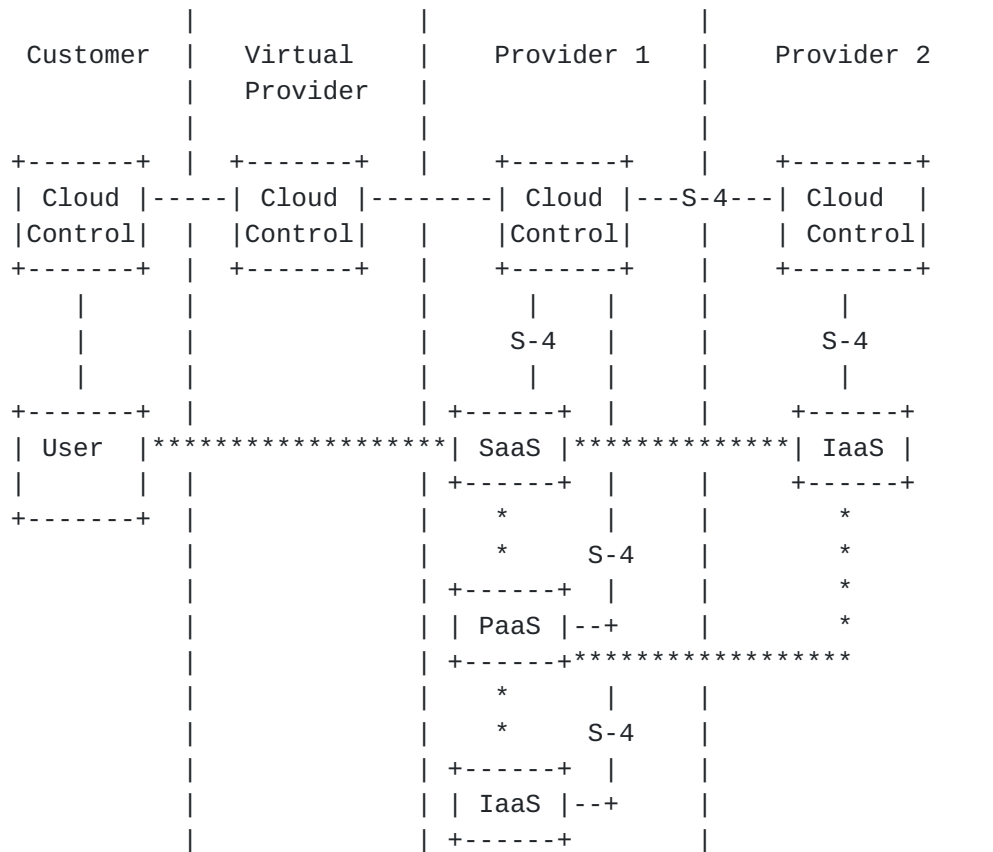 Customer | Virtual | Provider 1 | Provider 2
Provider
Cloud Cloud Cloud ---S-4--- Cloud
Control Control Control Control
S-4 S-4
User SaaS IaaS
S-4
PaaS
S-4
IaaS